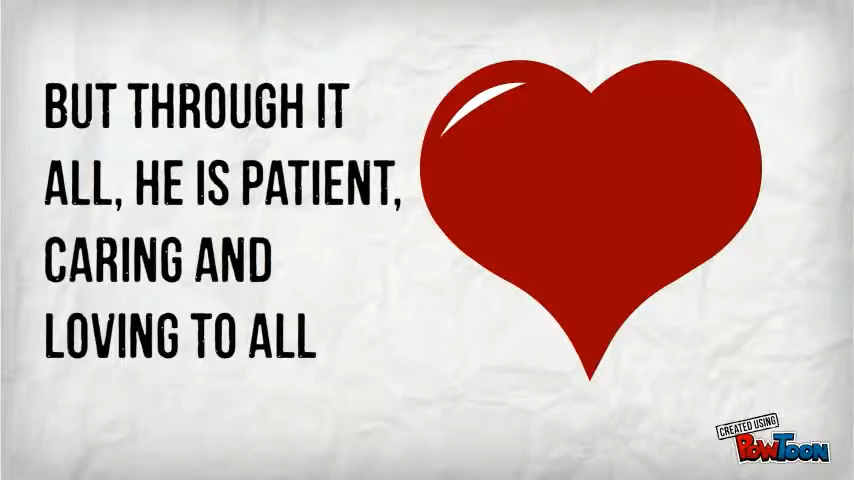 BUT THROUGH IT
ALL, HE IS PATIENT,
CARING AND
LOVING TO ALL
CREATED USING
POWTOON